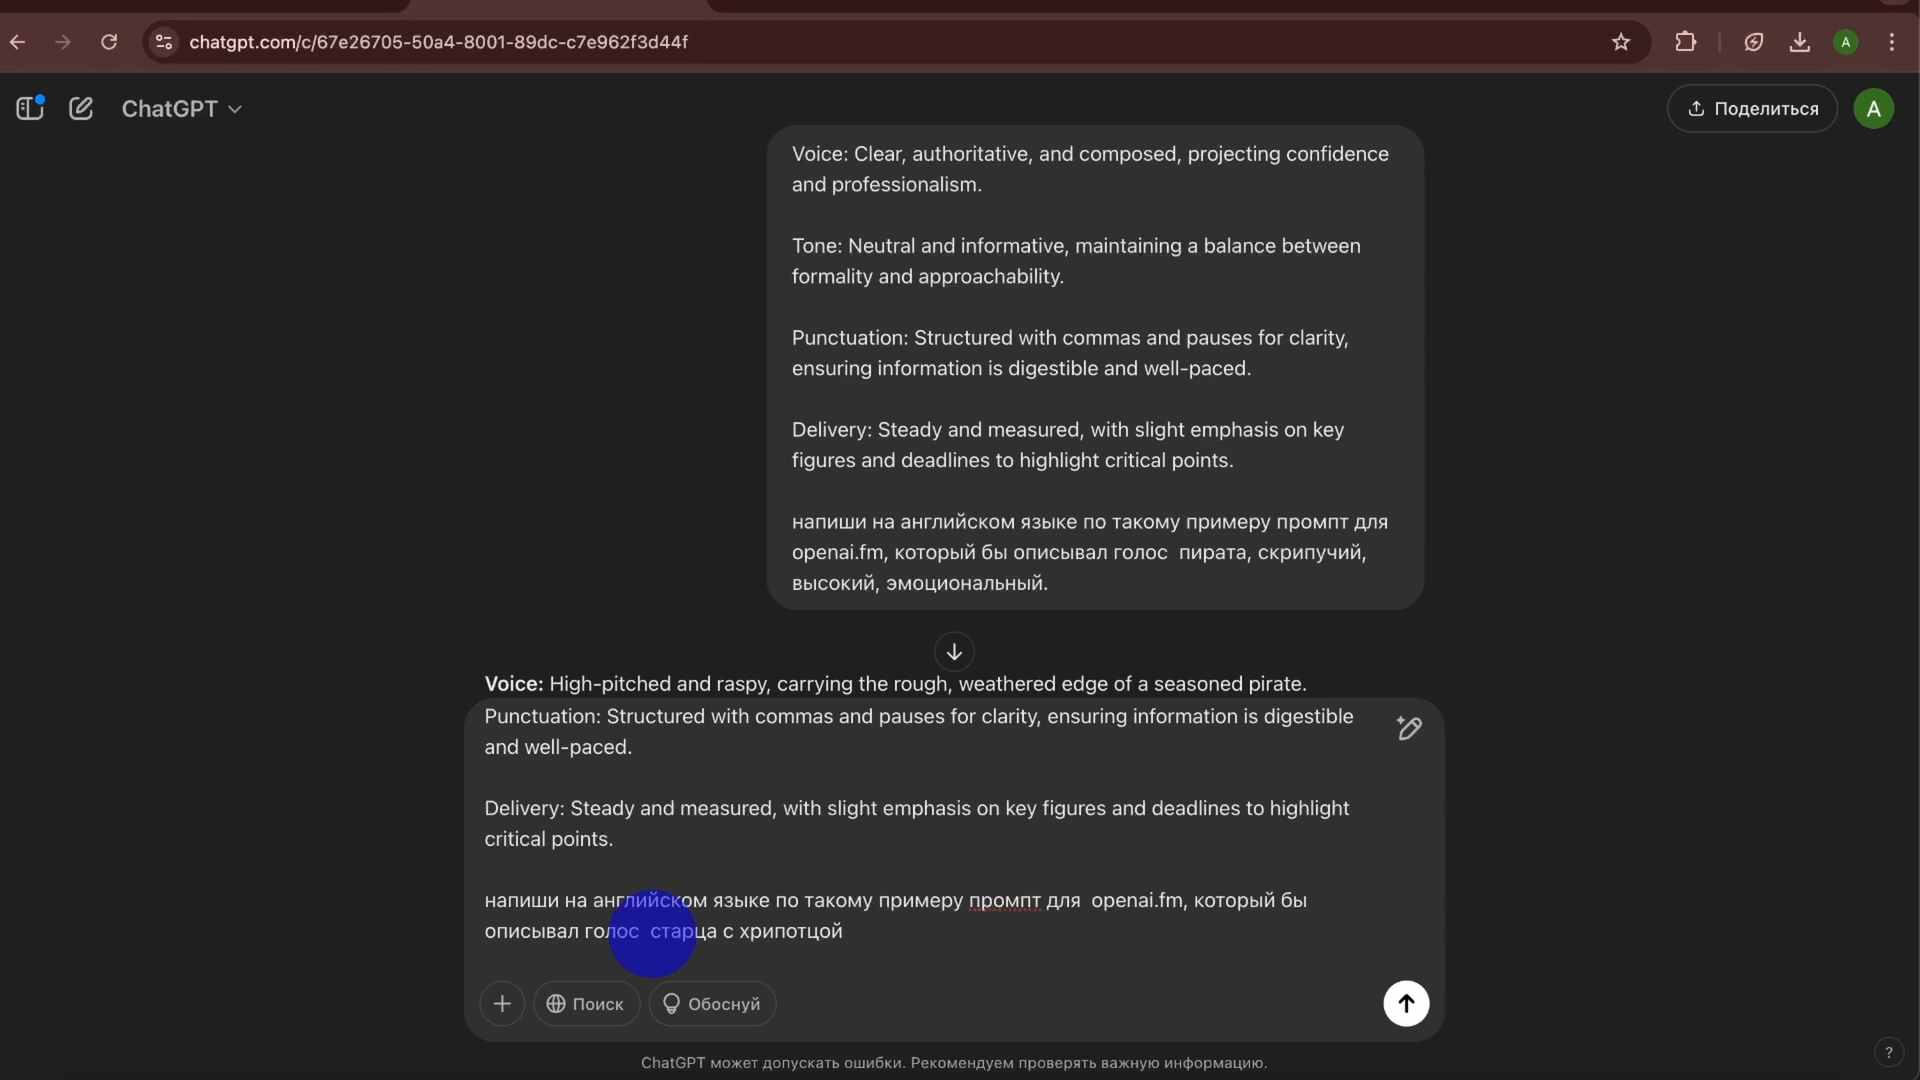 chatgpt.com/c/67e26705-50a4-8001-89dc-c7e962f3d44f
A
ChatGPT
Поделиться
A
Voice: Clear, authoritative, and composed, projecting confidence
and professionalism.
Tone: Neutral and informative, maintaining a balance between
formality and approachability.
Punctuation: Structured with commas and pauses for clarity,
ensuring information is digestible and well-paced.
Delivery: Steady and measured, with slight emphasis on key
figures and deadlines to highlight critical points.
напиши на английском языке по такому примеру промпт для
openai.fm, который бы описывал голос  пирата, скрипучий,
высокий, эмоциональный.
Voice: High-pitched and raspy, carrying the rough, weathered edge of a seasoned pirate.
Punctuation: Structured with commas and pauses for clarity, ensuring information is digestible
and well-paced.
Delivery: Steady and measured, with slight emphasis on key figures and deadlines to highlight
critical points.
напиши на английском языке по такому примеру промпт для  openai.fm, который бы
описывал голос  старца с хрипотцой
Поиск
Обоснуй
ChatGPT может допускать ошибки. Рекомендуем проверять важную информацию.
?